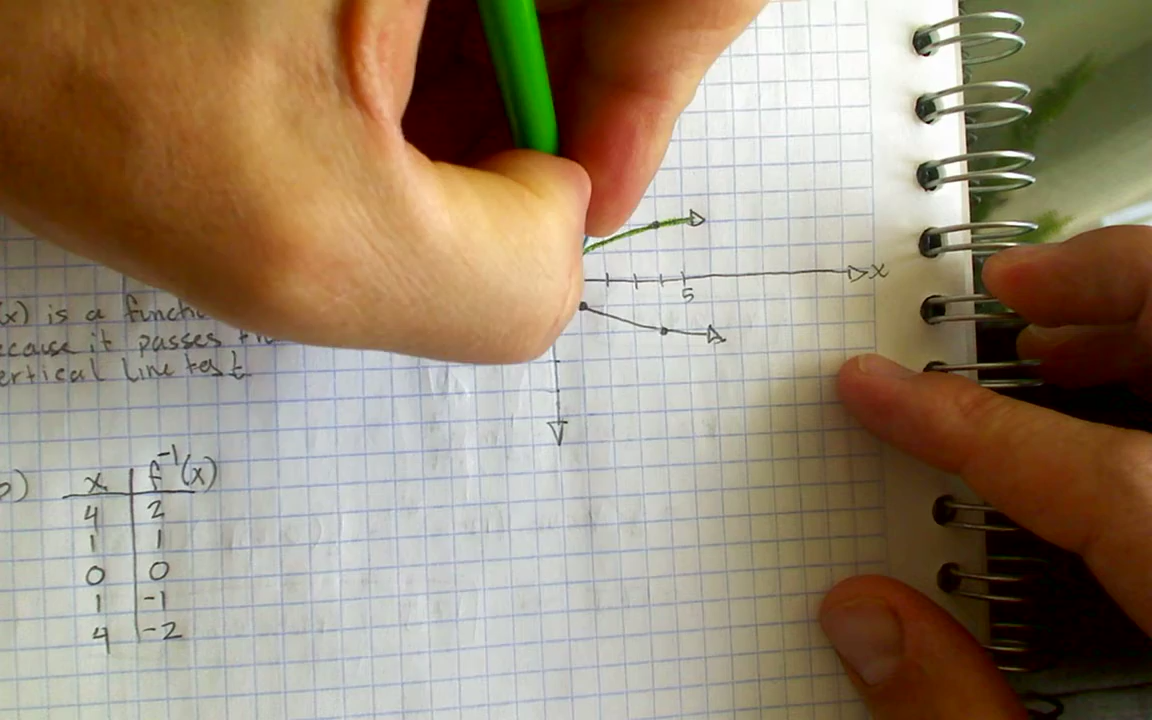 x
5
(x) is a functi
ecause it passes th
ertical line test
b) x f⁻¹(x)
4 2
1 1
0 0
1 -1
4 -2